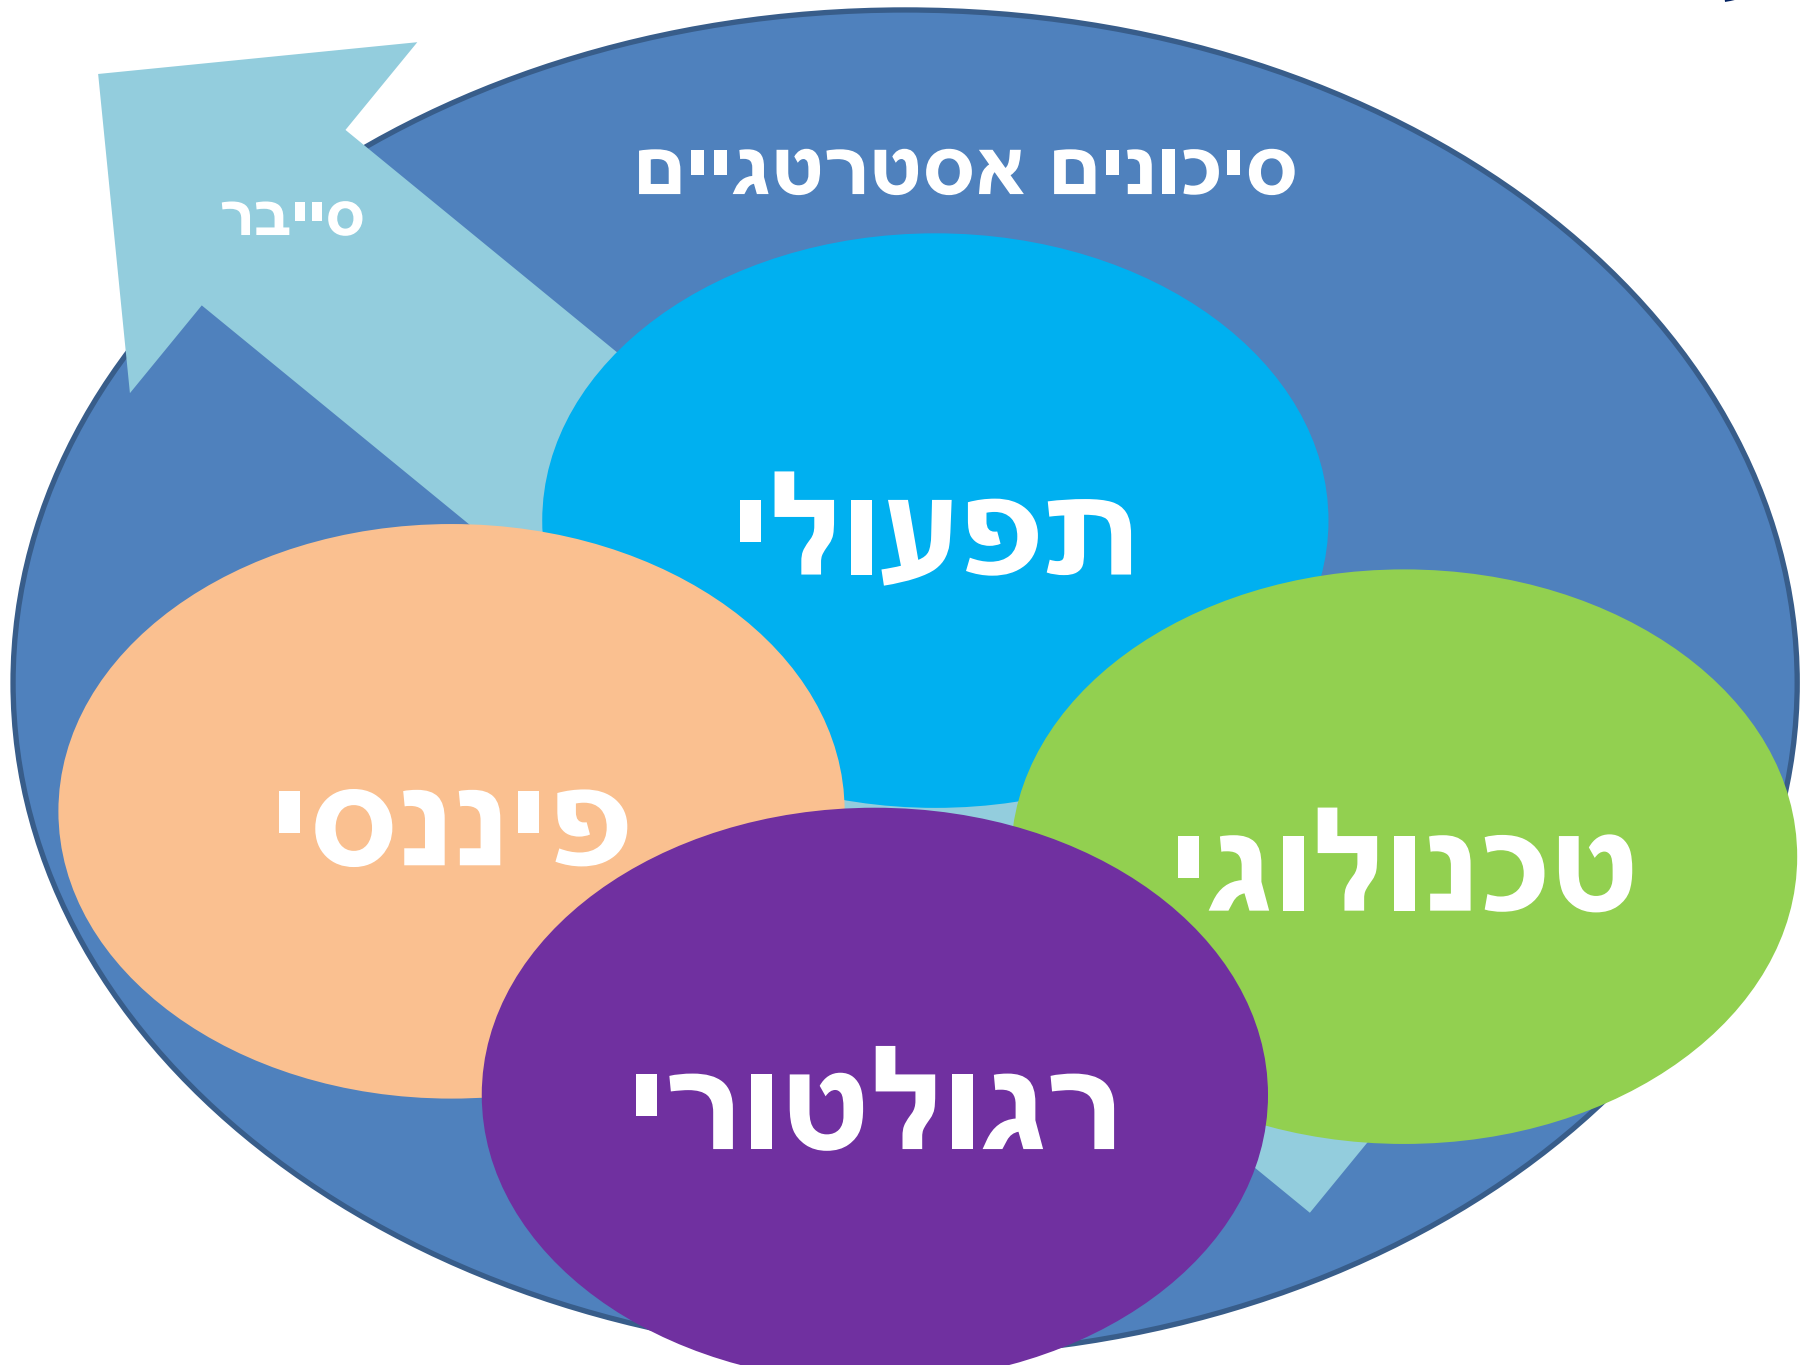 סיכונים אסטרטגיים
סייבר
תפעולי
פיננסי
טכנולוגי
רגולטורי